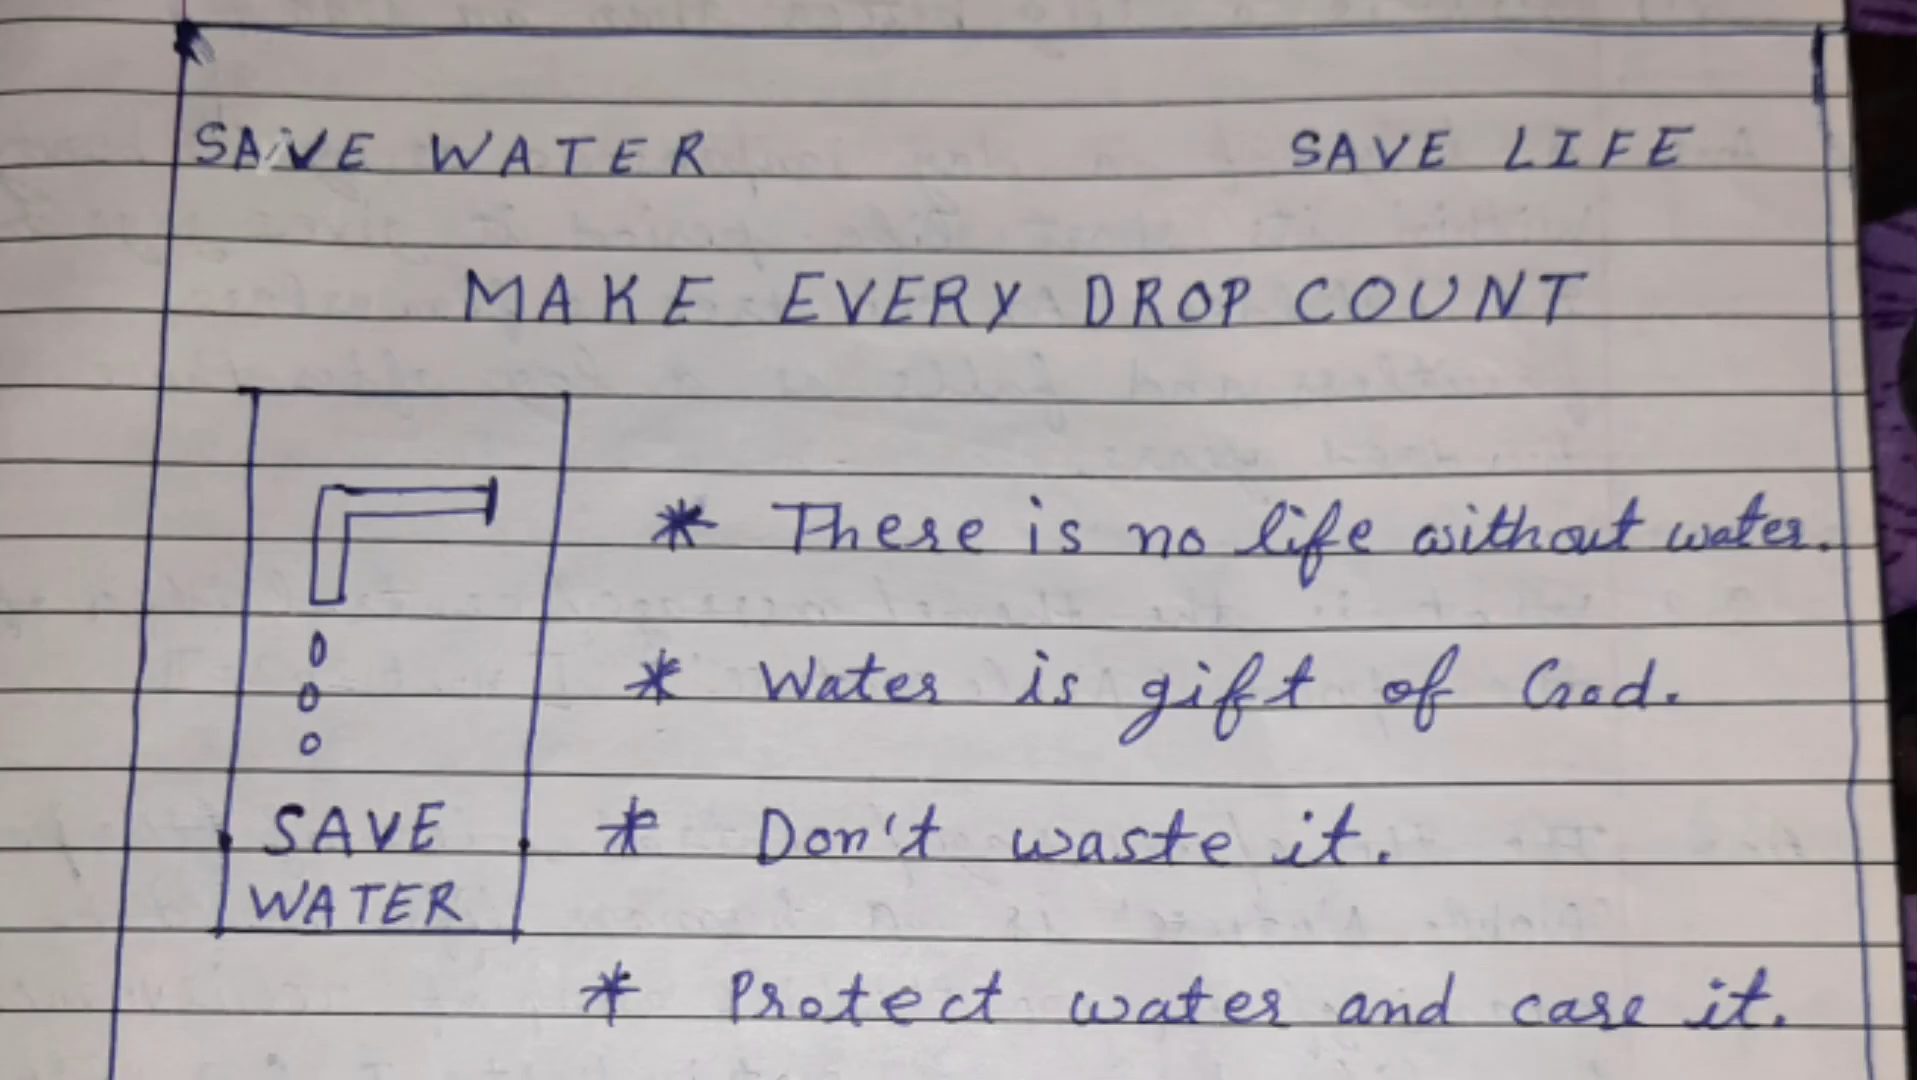 SAVE WATER SAVE LIFE
MAKE EVERY DROP COUNT
* There is no life without water.
* Water is gift of God.
* Don't waste it.
* Protect water and care it.
SAVE
WATER